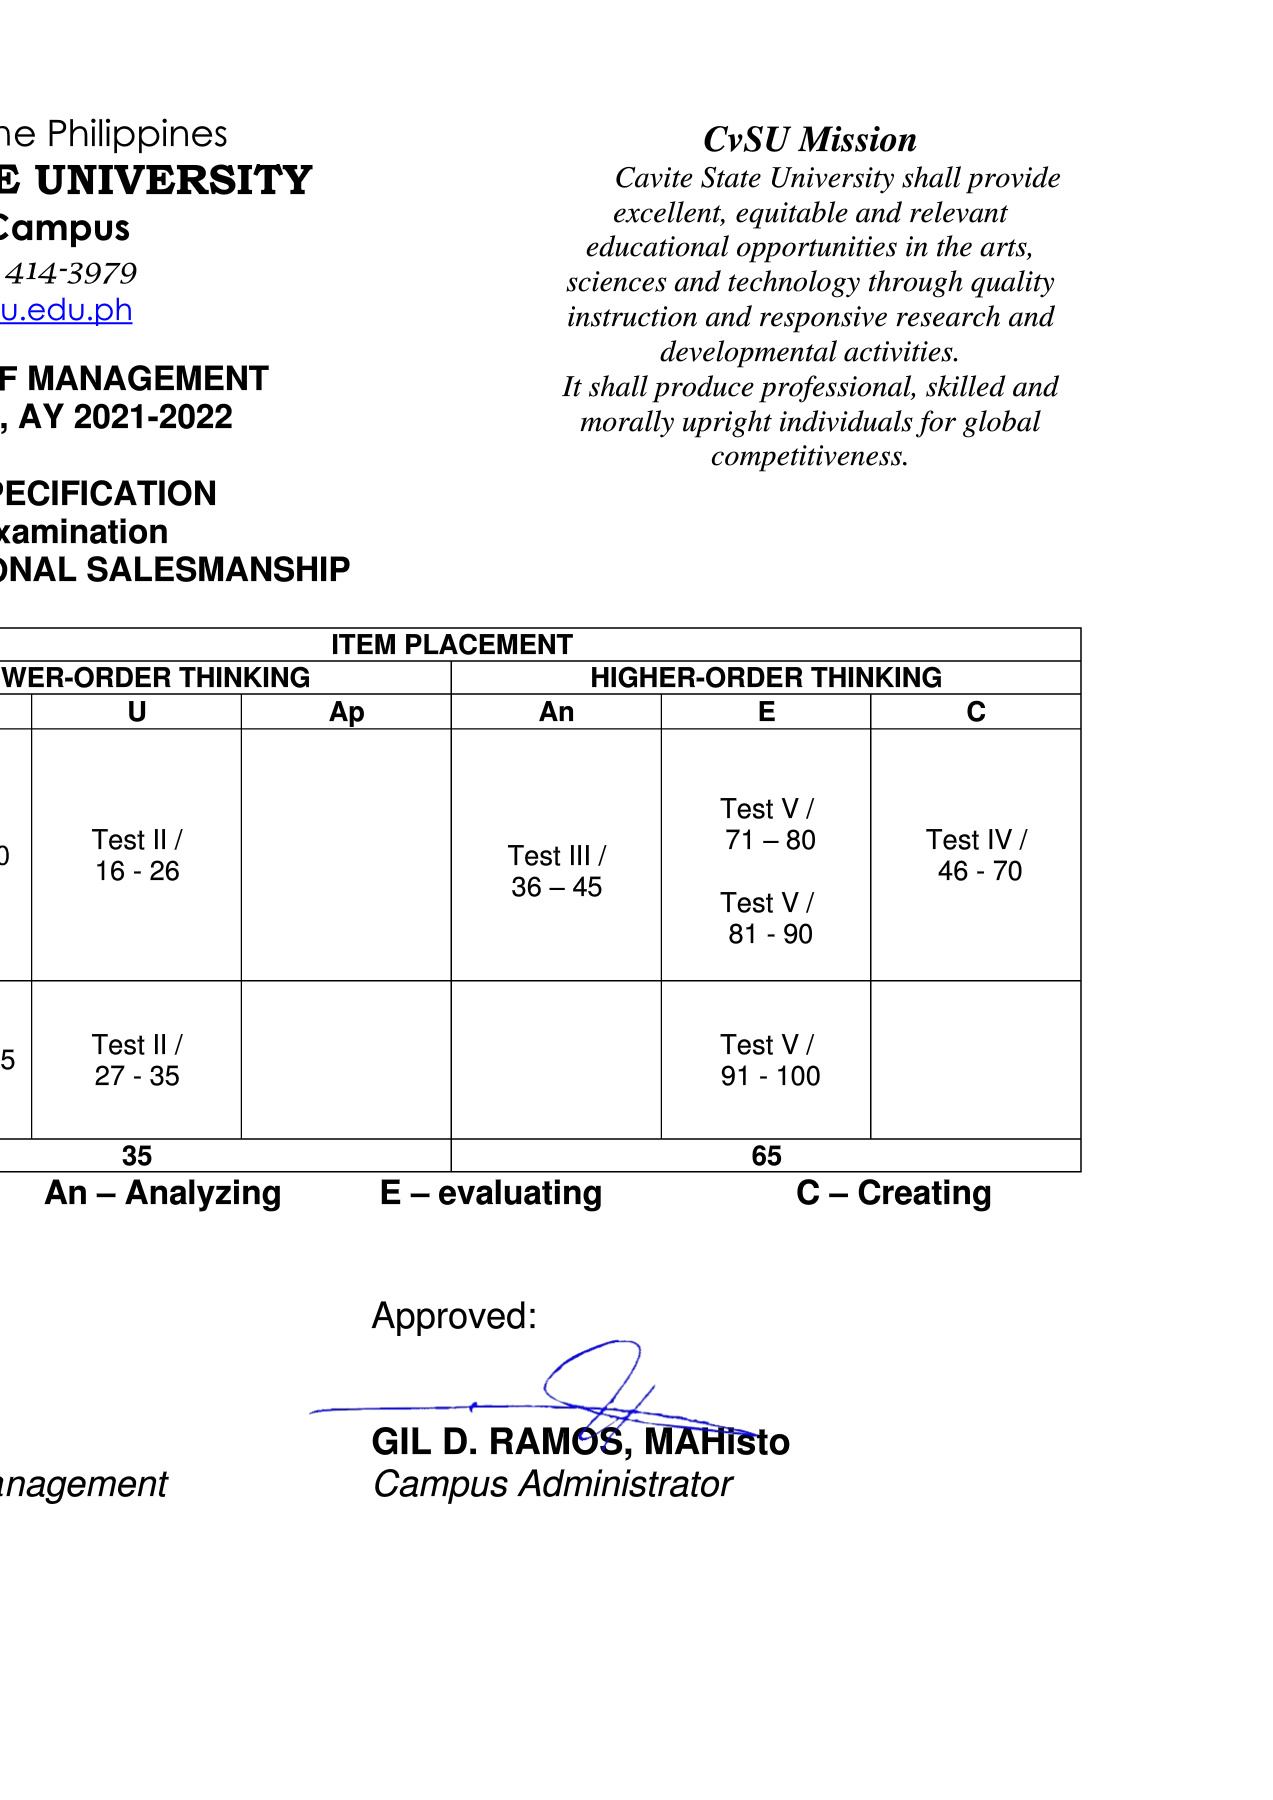 ne Philippines
E UNIVERSITY
Campus
414-3979
u.edu.ph
F MANAGEMENT
, AY 2021-2022
PECIFICATION
xamination
ONAL SALESMANSHIP
CvSU Mission
Cavite State University shall provide
excellent, equitable and relevant
educational opportunities in the arts,
sciences and technology through quality
instruction and responsive research and
developmental activities.
It shall produce professional, skilled and
morally upright individuals for global
competitiveness.
ITEM PLACEMENT
WER-ORDER THINKING HIGHER-ORDER THINKING
U Ap An E C
0
Test II /
16 - 26
Test III /
36 – 45
Test V /
71 – 80
Test V /
81 - 90
Test IV /
46 - 70
5
Test II /
27 - 35
Test V /
91 - 100
35 65
An – Analyzing E – evaluating C – Creating
Approved:
GIL D. RAMOS, MAHisto
anagement Campus Administrator